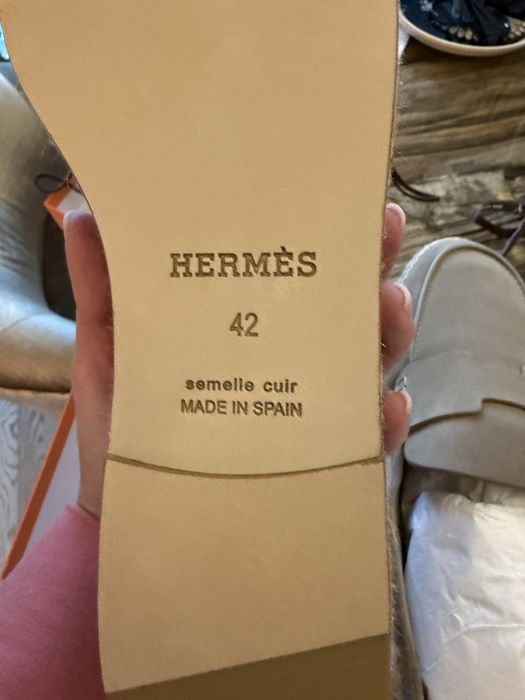 HERMÈS
42
semelle cuir
MADE IN SPAIN